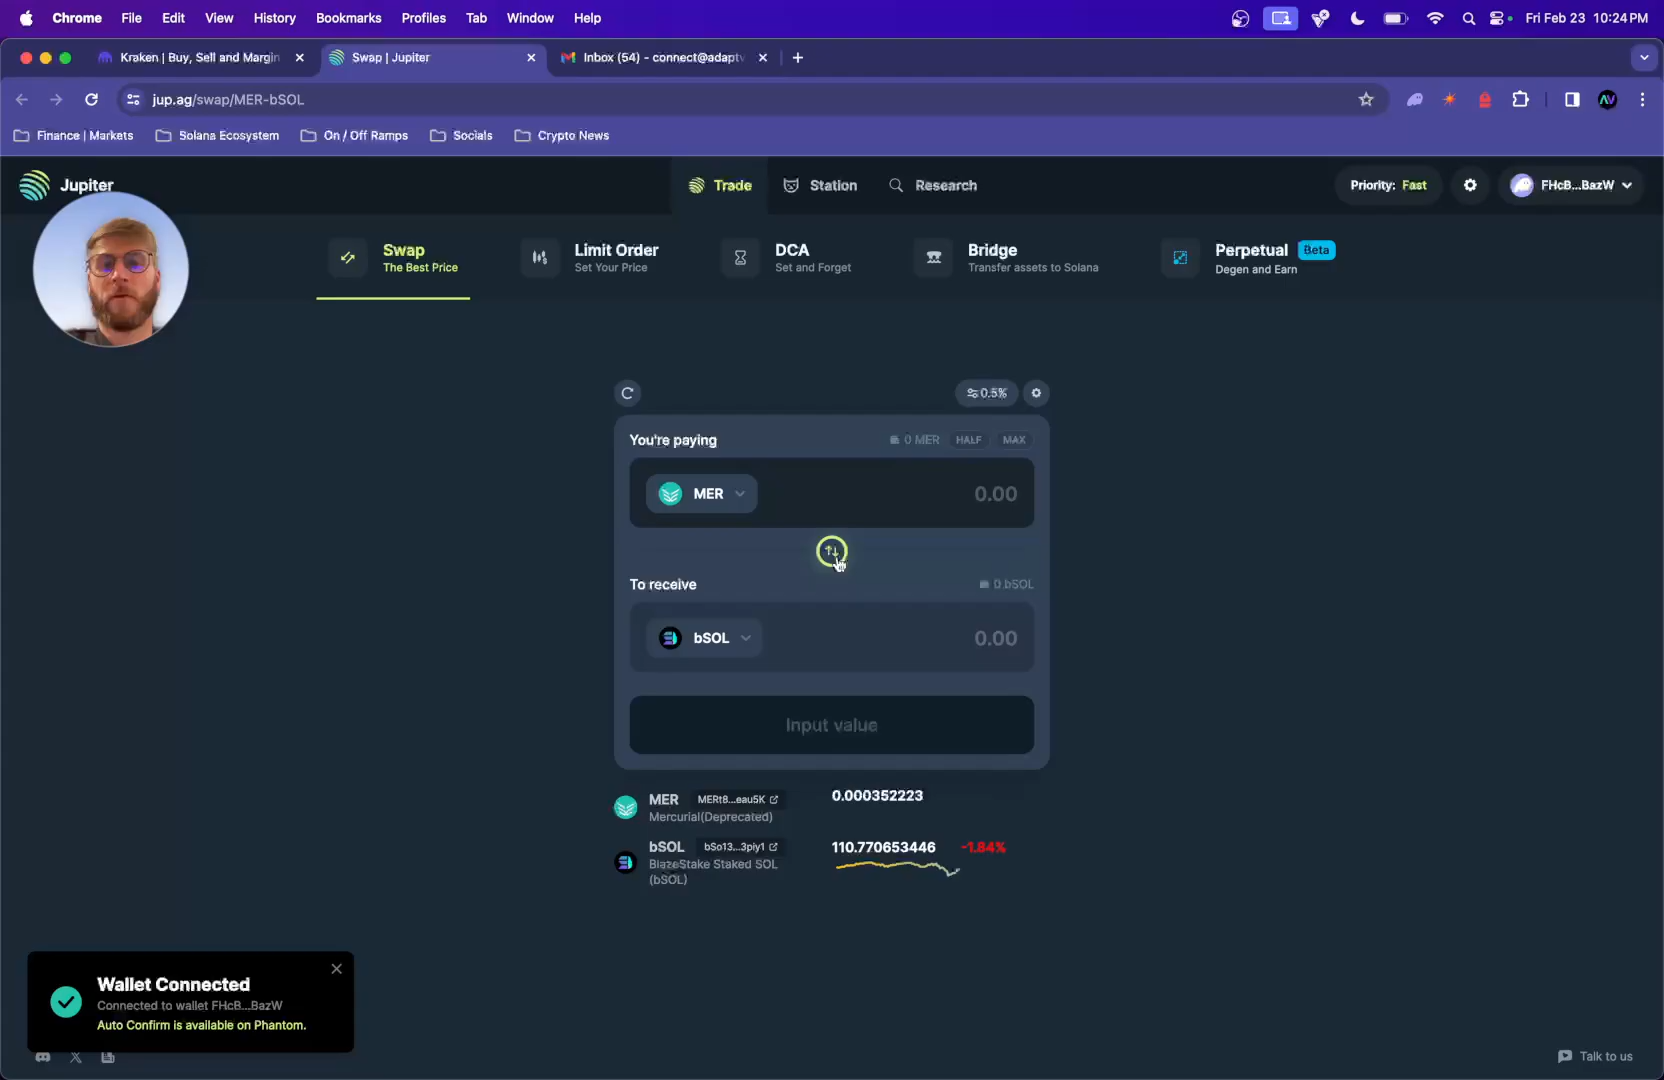 Chrome File Edit View History Bookmarks Profiles Tab Window Help Fri Feb 23 10:24 PM
Kraken | Buy, Sell and Margin Swap | Jupiter Inbox (54) - connect@adaptv
jup.ag/swap/MER-bSOL
Finance | Markets Solana Ecosystem On / Off Ramps Socials Crypto News
Jupiter Trade Station Research Priority: Fast FHcB...BazW
Swap Limit Order DCA Bridge Perpetual Beta
The Best Price Set Your Price Set and Forget Transfer assets to Solana Degen and Earn
0.5%
You're paying 0 MER HALF MAX
MER 0.00
To receive 0 bSOL
bSOL 0.00
Input value
MER MERt8...eau5K 0.000352223
Mercurial(Deprecated)
bSOL bSo13...3piy1 110.770653446 -1.84%
BlazeStake Staked SOL
(bSOL)
Wallet Connected
Connected to wallet FHcB...BazW
Auto Confirm is available on Phantom.
Talk to us